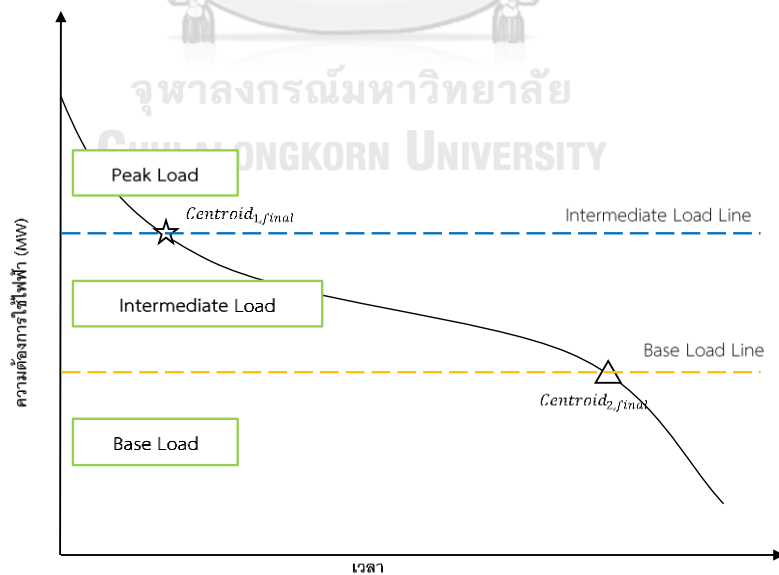 จุฬาลงกรณ์มหาวิทยาลัย
CHULALONGKORN UNIVERSITY
Peak Load
Centroid1,final
Intermediate Load Line
Intermediate Load
Base Load Line
Centroid2,final
Base Load
ความต้องการใช้ไฟฟ้า (MW)
เวลา